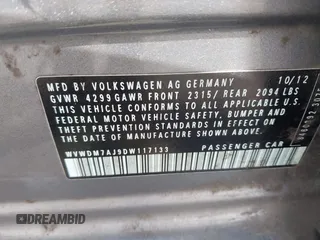 MFD. BY VOLKSWAGEN AG GERMANY 10/12
GVWR 4299 GAWR FRONT 2315/ REAR 2094 LBS
THIS VEHICLE CONFORMS TO ALL APPLICABLE U.S.
FEDERAL MOTOR VEHICLE SAFETY, BUMPER AND
THEFT PREVENTION STANDARDS IN EFFECT ON
THE DATE OF MANUFACTURE SHOWN ABOVE
WVWDM7AJ9DW117133
PASSENGER CAR
DREAMBID